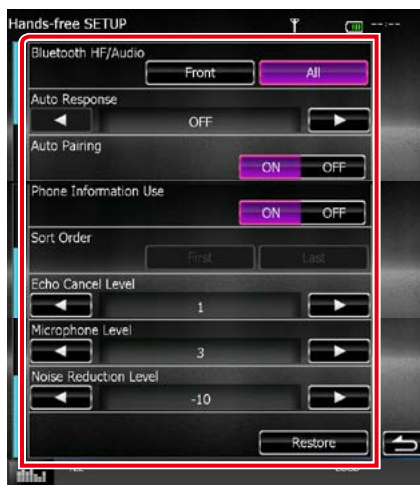 Hands-free SETUP --:--
Bluetooth HF/Audio
Front All
Auto Response
OFF
Auto Pairing
ON OFF
Phone Information Use
ON OFF
Sort Order
First Last
Echo Cancel Level
1
Microphone Level
3
Noise Reduction Level
-10
Restore